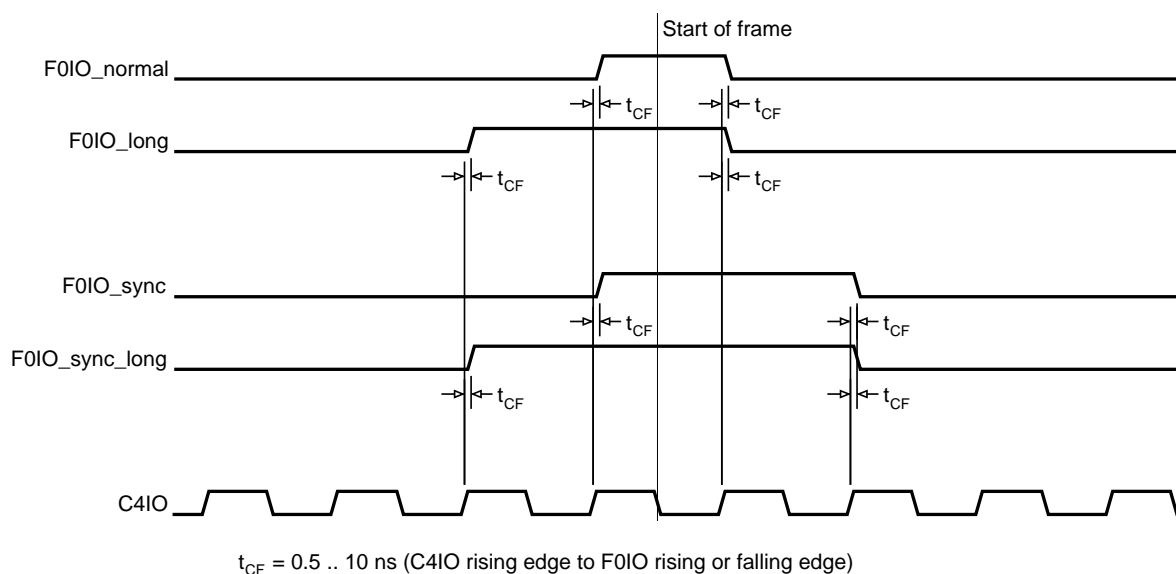 Start of frame
F0IO_normal
t_CF t_CF
F0IO_long
t_CF t_CF
F0IO_sync
t_CF t_CF
F0IO_sync_long
t_CF t_CF
C4IO
t_CF = 0.5 .. 10 ns (C4IO rising edge to F0IO rising or falling edge)